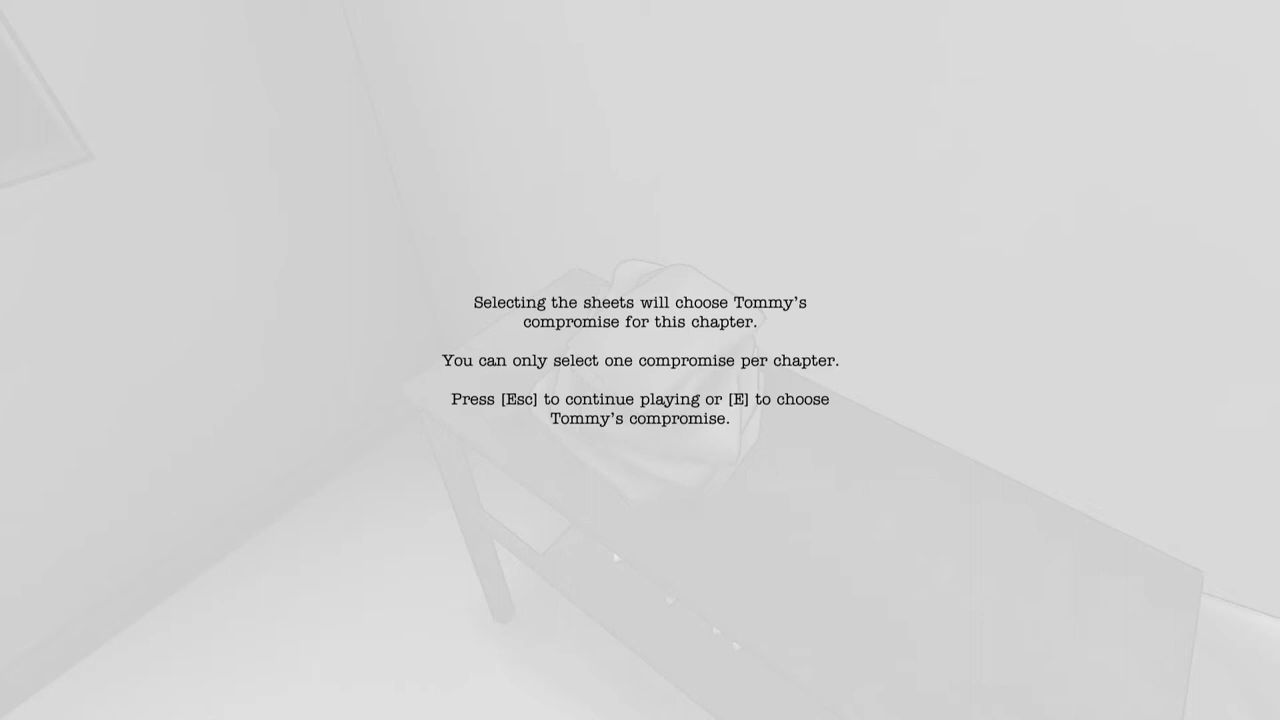 Selecting the sheets will choose Tommy's
compromise for this chapter.
You can only select one compromise per chapter.
Press [Esc] to continue playing or [E] to choose
Tommy's compromise.